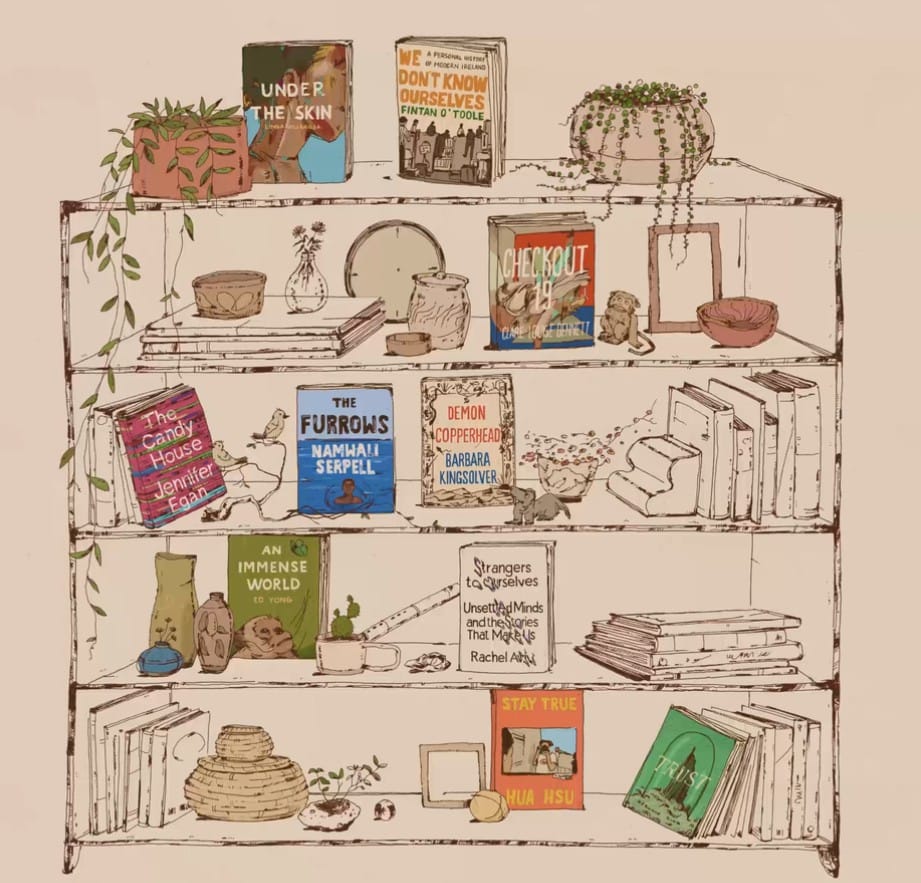 UNDER
THE SKIN
WE
A PERSONAL HISTORY
OF MODERN IRELAND
DON'T KNOW
OURSELVES
FINTAN O'TOOLE
CHECKOUT
19
CLAIRE-LOUISE BENNETT
The
Candy
House
Jennifer
Egan
THE
FURROWS
NAMWALI
SERPELL
DEMON
COPPERHEAD
BARBARA
KINGSOLVER
AN
IMMENSE
WORLD
ED YONG
Strangers
to Ourselves
Unsettled Minds
and the Stories
That Make Us
Rachel Aviv
STAY TRUE
HUA HSU
TRUST